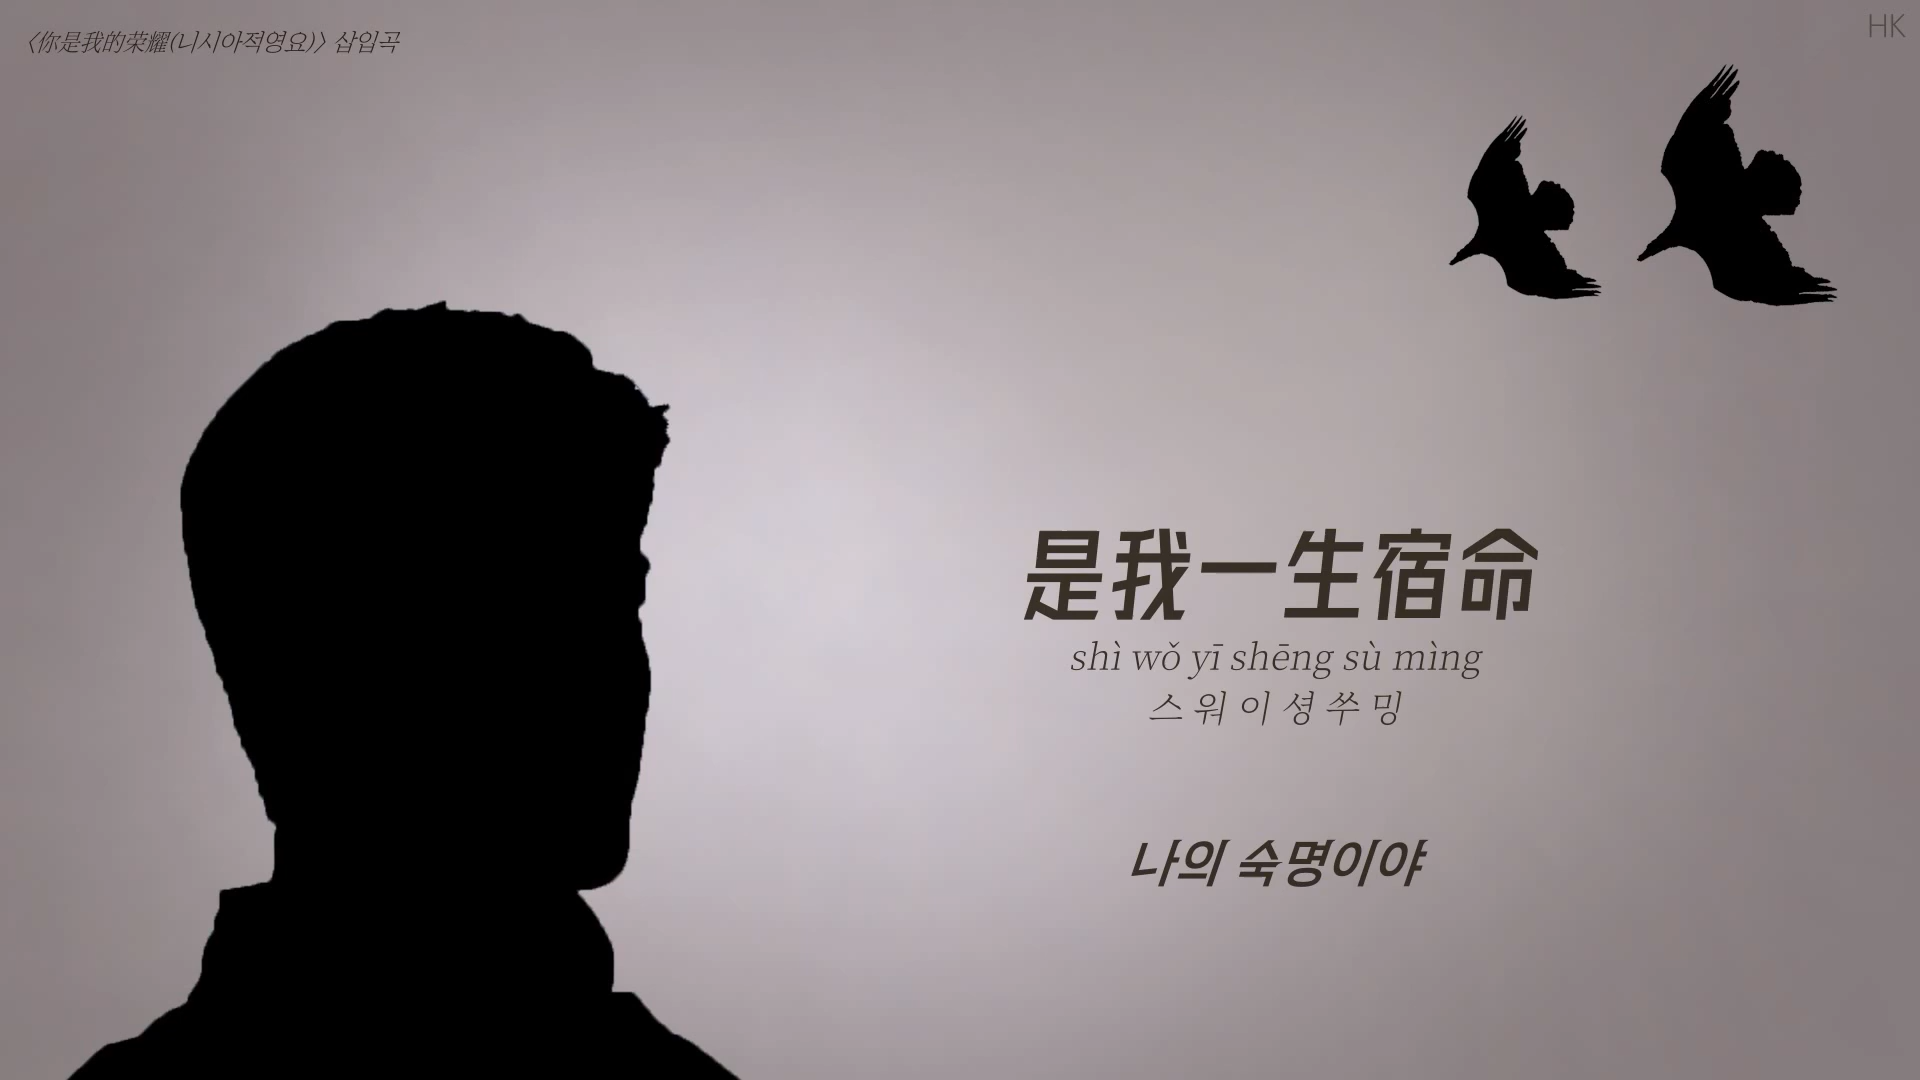 〈你是我的荣耀(니시아적영요)〉 삽입곡
HK
是我一生宿命
shì wǒ yī shēng sù mìng
스 워 이 셩 쑤 밍
나의 숙명이야